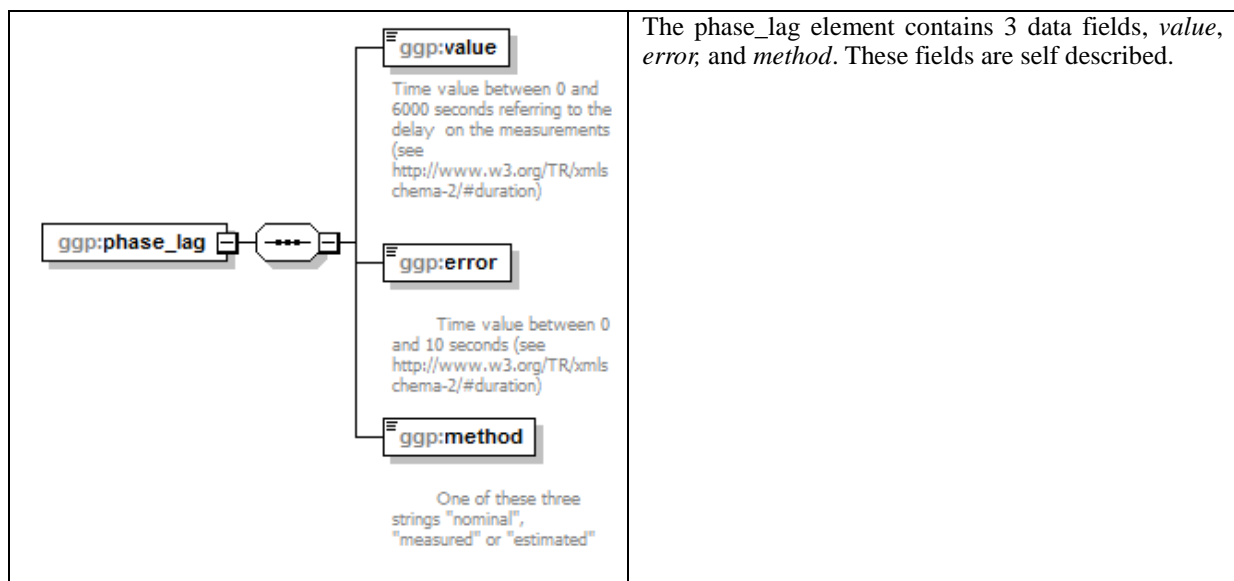 ggp:value
Time value between 0 and
6000 seconds referring to the
delay on the measurements
(see
http://www.w3.org/TR/xmls
chema-2/#duration)
ggp:phase_lag
ggp:error
Time value between 0
and 10 seconds (see
http://www.w3.org/TR/xmls
chema-2/#duration)
ggp:method
One of these three
strings "nominal",
"measured" or "estimated"
The phase_lag element contains 3 data fields, value,
error, and method. These fields are self described.